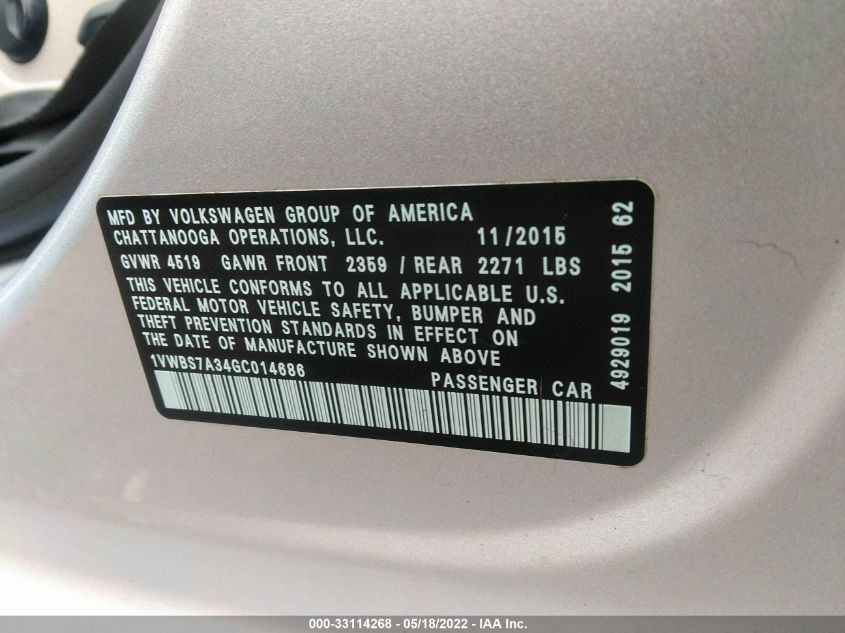 MFD BY VOLKSWAGEN GROUP OF AMERICA
CHATTANOOGA OPERATIONS, LLC. 11/2015
GVWR 4519 GAWR FRONT 2359 / REAR 2271 LBS
THIS VEHICLE CONFORMS TO ALL APPLICABLE U.S.
FEDERAL MOTOR VEHICLE SAFETY, BUMPER AND
THEFT PREVENTION STANDARDS IN EFFECT ON
THE DATE OF MANUFACTURE SHOWN ABOVE
1VWBS7A34GC014686 PASSENGER CAR
4929019 2015 62
000-33114268 - 05/18/2022 - IAA Inc.